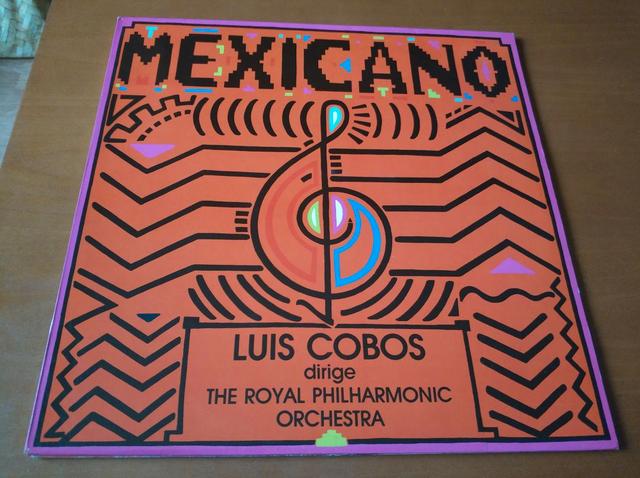 MEXICANO
LUIS COBOS
dirige
THE ROYAL PHILHARMONIC
ORCHESTRA